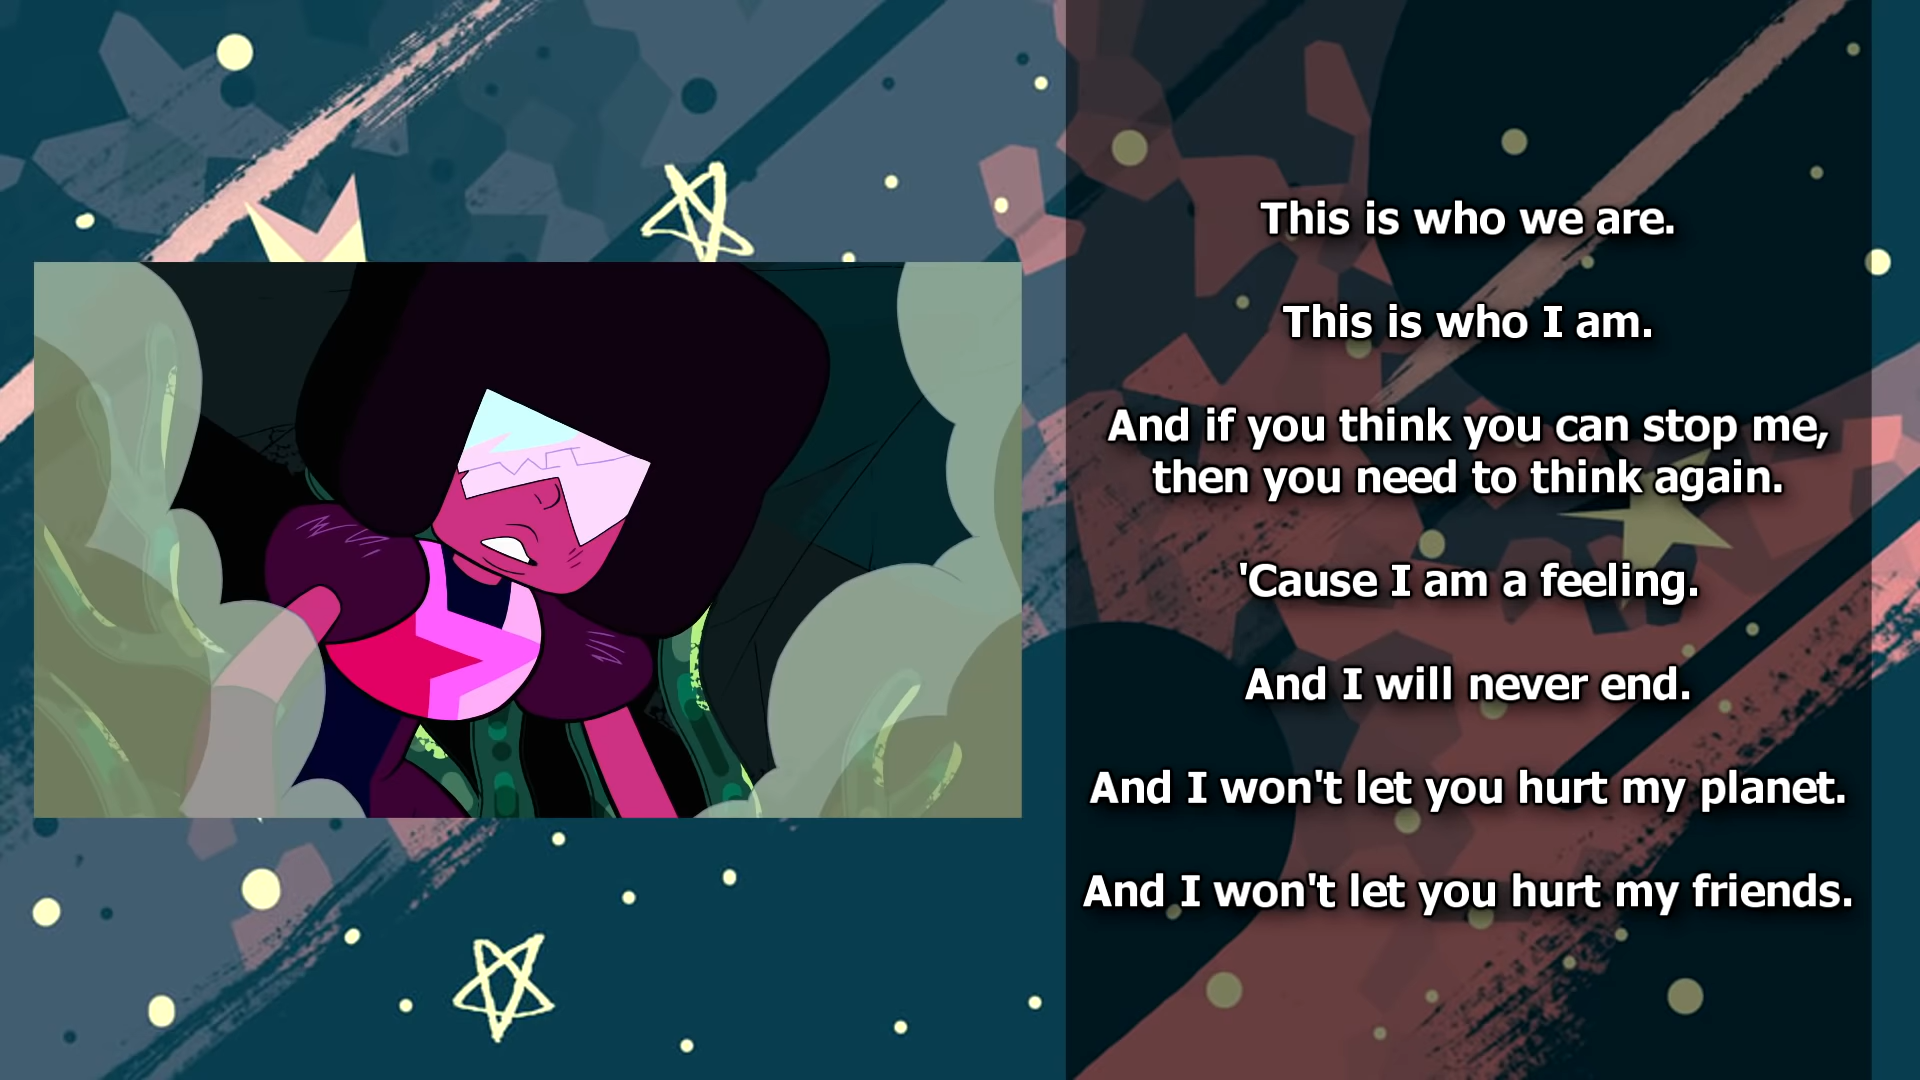 This is who we are.
This is who I am.
And if you think you can stop me,
then you need to think again.
'Cause I am a feeling.
And I will never end.
And I won't let you hurt my planet.
And I won't let you hurt my friends.